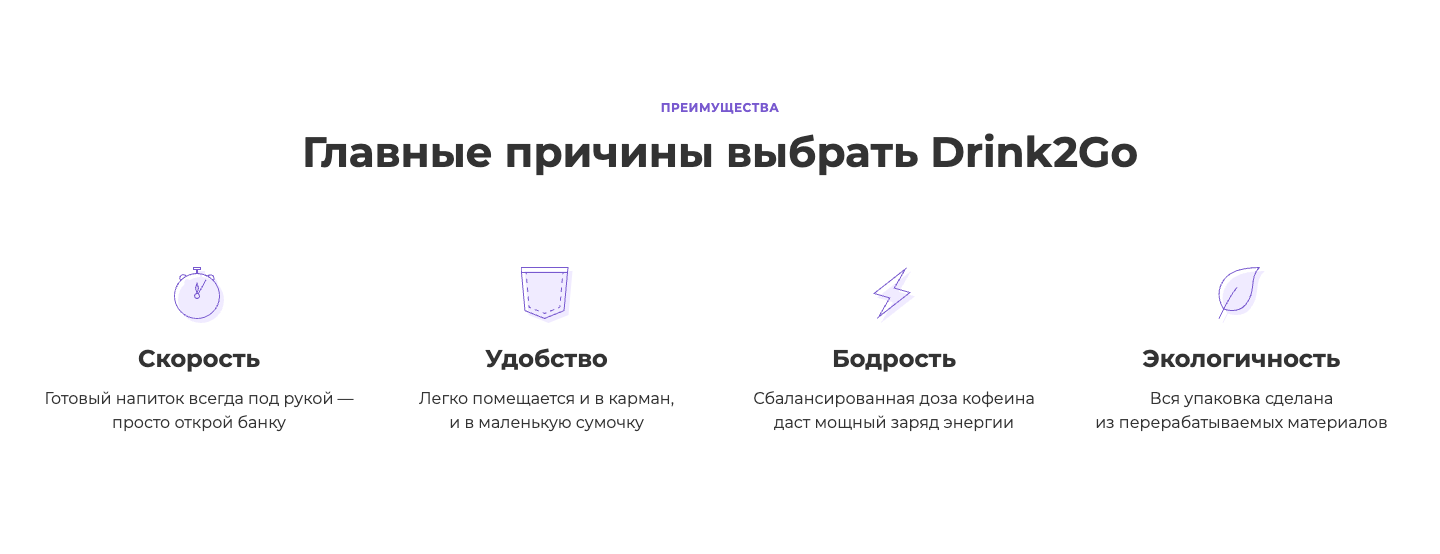 ПРЕИМУЩЕСТВА
Главные причины выбрать Drink2Go
Скорость
Готовый напиток всегда под рукой —
просто открой банку
Удобство
Легко помещается и в карман,
и в маленькую сумочку
Бодрость
Сбалансированная доза кофеина
даст мощный заряд энергии
Экологичность
Вся упаковка сделана
из перерабатываемых материалов